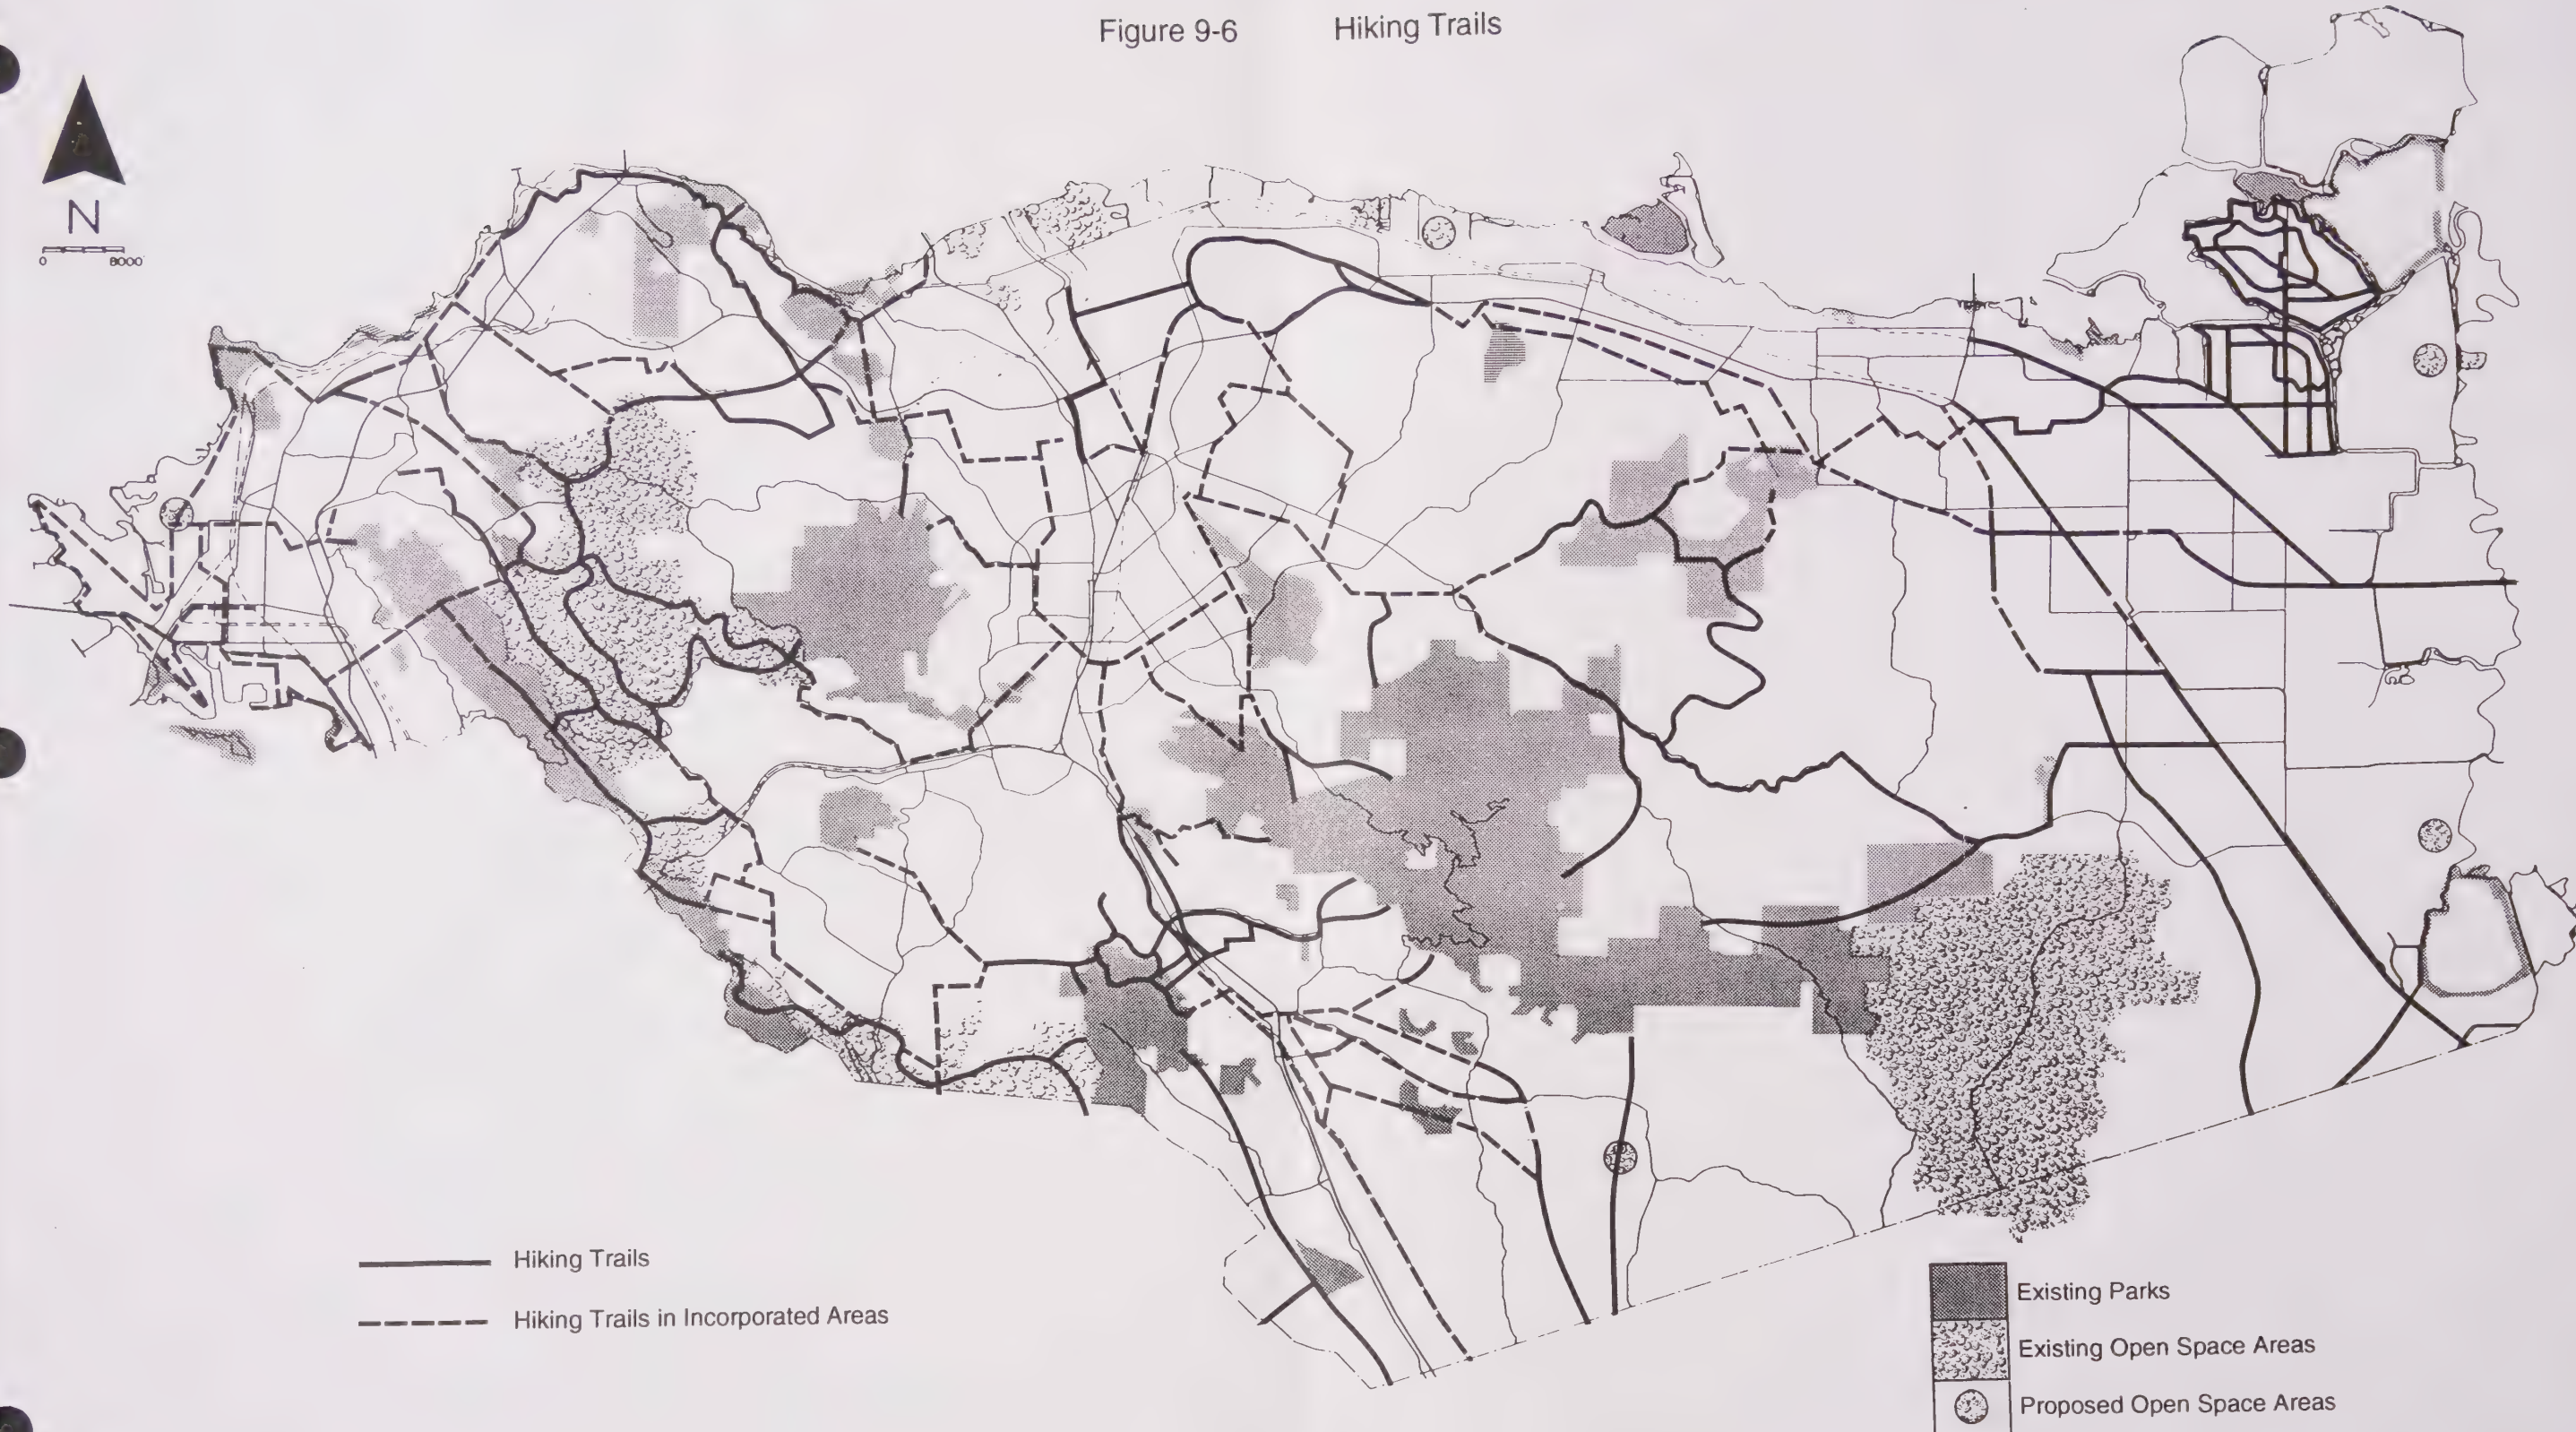 Figure 9-6 Hiking Trails
N
0 8000
Hiking Trails
Hiking Trails in Incorporated Areas
Existing Parks
Existing Open Space Areas
Proposed Open Space Areas